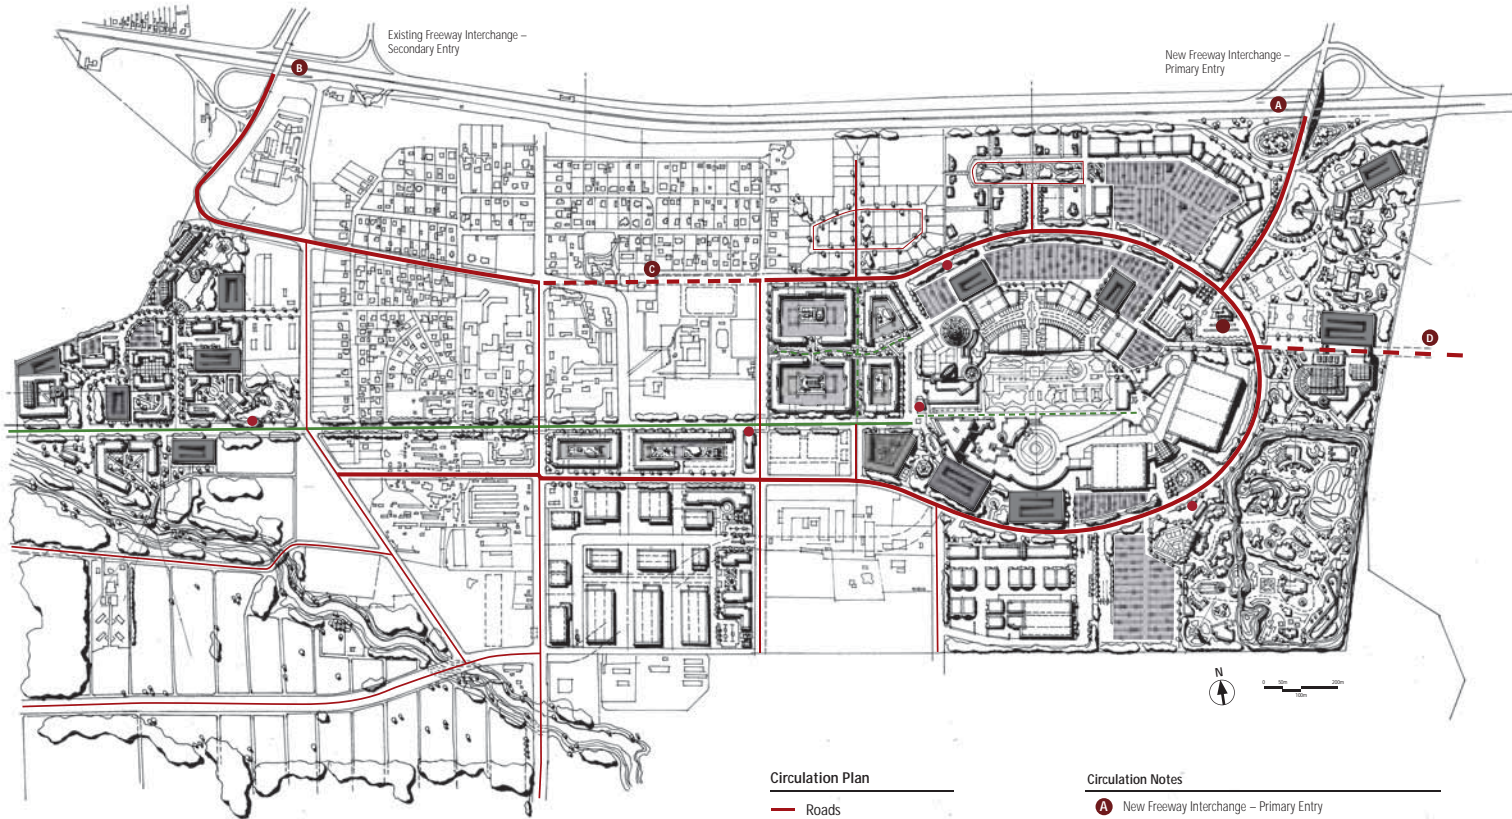 Existing Freeway Interchange –
Secondary Entry
New Freeway Interchange –
Primary Entry
B
A
C
D
N
0 50m 200m
100m
Circulation Plan
Roads
Circulation Notes
A New Freeway Interchange – Primary Entry